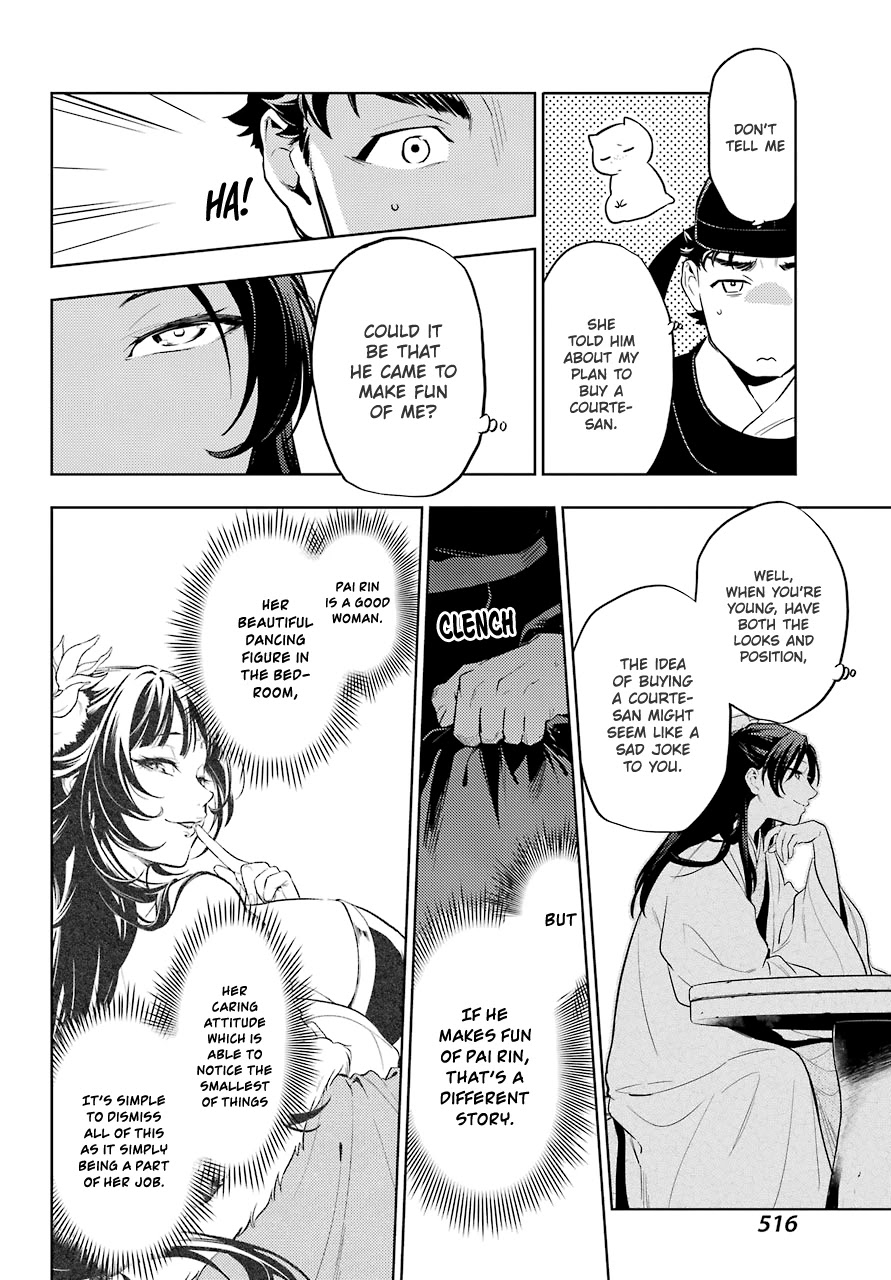 DON'T
TELL ME
SHE
TOLD HIM
ABOUT MY
PLAN TO
BUY A
COURTE-
SAN.
HA!
COULD IT
BE THAT
HE CAME TO
MAKE FUN
OF ME?
WELL,
WHEN YOU'RE
YOUNG, HAVE
BOTH THE
LOOKS AND
POSITION,
THE IDEA
OF BUYING
A COURTE-
SAN MIGHT
SEEM LIKE A
SAD JOKE
TO YOU.
CLENCH
BUT
IF HE
MAKES FUN
OF PAI RIN,
THAT'S A
DIFFERENT
STORY.
PAI RIN
IS A GOOD
WOMAN.
HER
BEAUTIFUL
DANCING
FIGURE IN
THE BED-
ROOM,
HER
CARING
ATTITUDE
WHICH IS
ABLE TO
NOTICE THE
SMALLEST
OF THINGS
IT'S SIMPLE
TO DISMISS
ALL OF THIS
AS IT SIMPLY
BEING A PART
OF HER JOB.
516